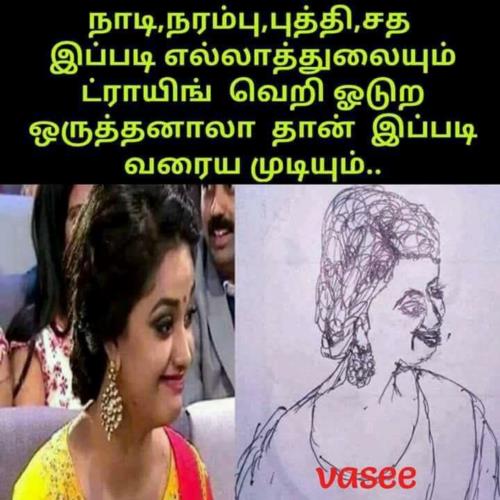 நாடி,நரம்பு,புத்தி,சத
இப்படி எல்லாத்துலையும்
ட்ராயிங் வெறி ஓடுற
ஒருத்தனாலா தான் இப்படி
வரைய முடியும்..
vasee